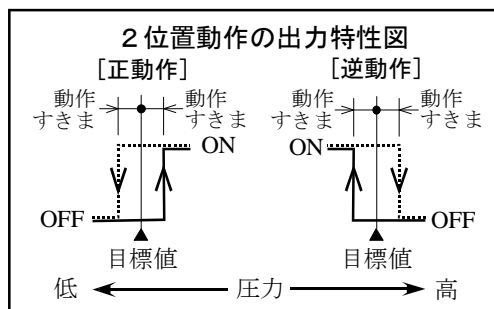 2位置動作の出力特性図
[正動作] [逆動作]
動作 動作 動作 動作
すきま すきま すきま すきま
ON ON
OFF OFF
目標値 目標値
低 圧力 高